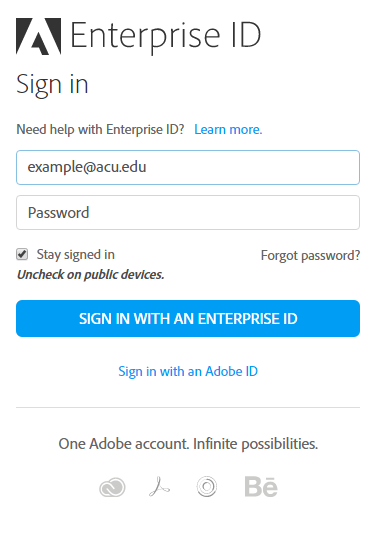 Enterprise ID
Sign in
Need help with Enterprise ID? Learn more.
example@acu.edu
Password
Stay signed in Forgot password?
Uncheck on public devices.
SIGN IN WITH AN ENTERPRISE ID
Sign in with an Adobe ID
One Adobe account. Infinite possibilities.
Bē